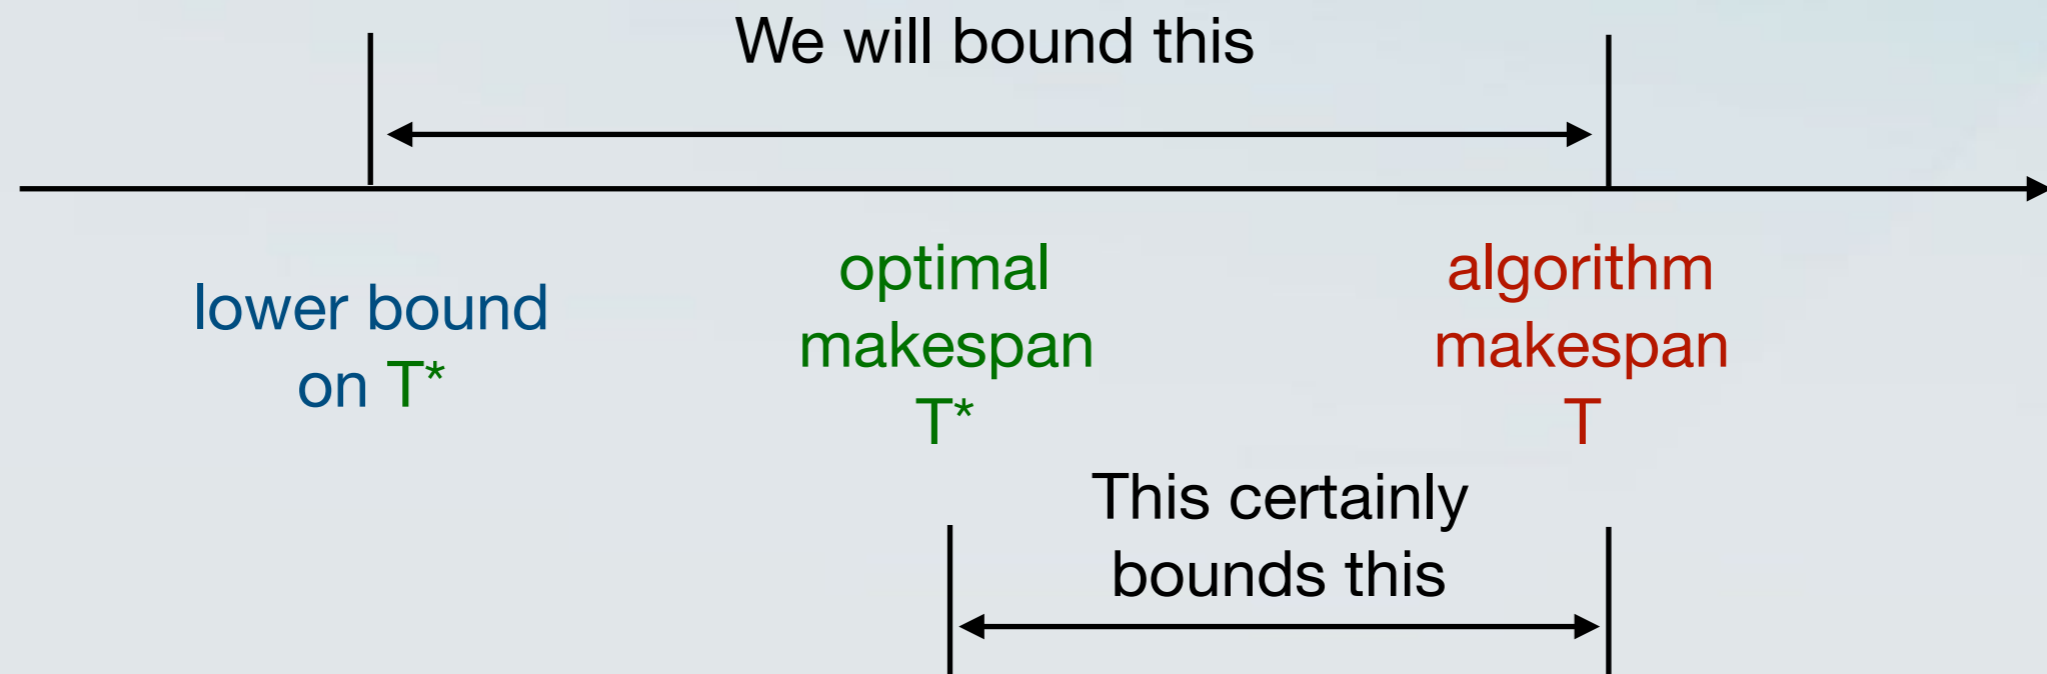 We will bound this
lower bound
on T*
optimal
makespan
T*
algorithm
makespan
T
This certainly
bounds this